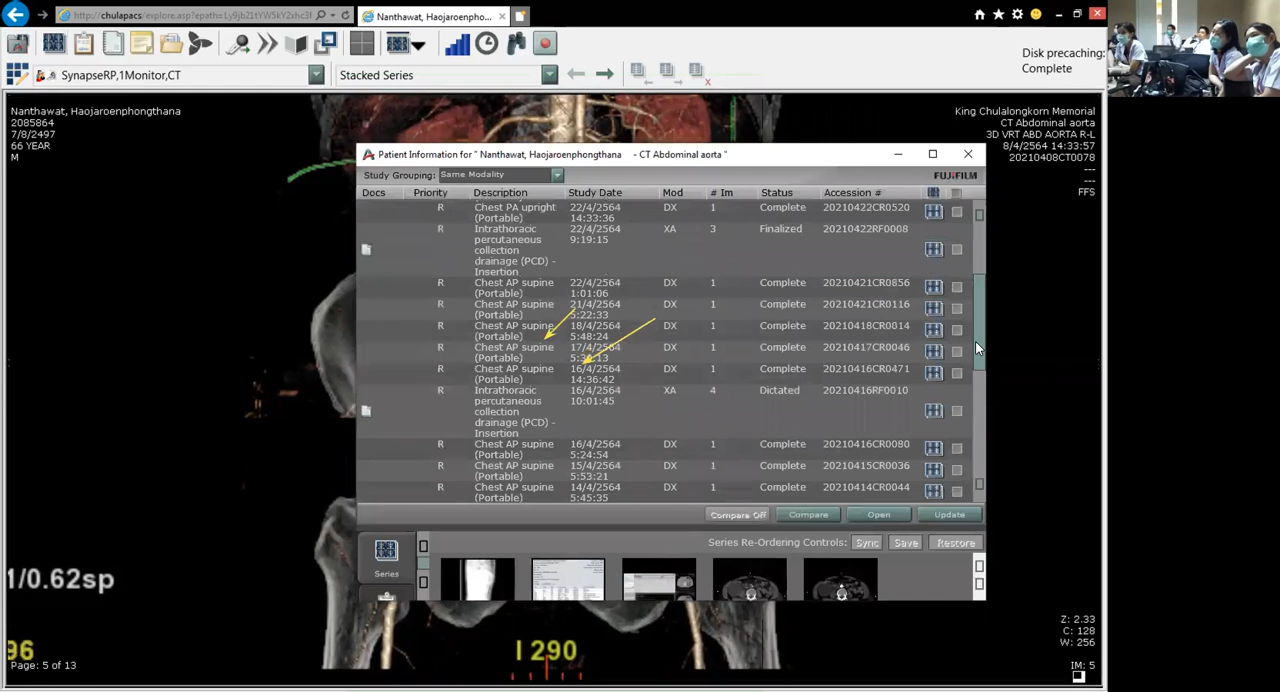 http://chulapacs/explore.asp?epath=
Nanthawat, Haojaroenpho...
Disk precaching:
Complete
SynapseRP,1Monitor,CT
Stacked Series
Nanthawat, Haojaroenphongthana
2085864
7/8/2497
66 YEAR
M
King Chulalongkorn Memorial
CT Abdominal aorta
3D VRT ABD AORTA R-L
8/4/2564 14:33:57
20210408CT0078
---
---
FFS
Patient Information for " Nanthawat, Haojaroenphongthana - CT Abdominal aorta "
Study Grouping: Same Modality
FUJIFILM
Docs Priority Description Study Date Mod # Im Status Accession #
R Chest PA upright (Portable) 22/4/2564 14:33:36 DX 1 Complete 20210422CR0520
R Intrathoracic percutaneous collection drainage (PCD) - Insertion 22/4/2564 9:19:15 XA 3 Finalized 20210422RF0008
R Chest AP supine (Portable) 22/4/2564 1:01:06 DX 1 Complete 20210421CR0856
R Chest AP supine (Portable) 21/4/2564 5:22:33 DX 1 Complete 20210421CR0116
R Chest AP supine (Portable) 18/4/2564 5:48:24 DX 1 Complete 20210418CR0014
R Chest AP supine (Portable) 17/4/2564 DX 1 Complete 20210417CR0046
R Chest AP supine (Portable) 16/4/2564 14:36:42 DX 1 Complete 20210416CR0471
R Intrathoracic percutaneous collection drainage (PCD) - Insertion 16/4/2564 10:01:45 XA 4 Dictated 20210416RF0010
R Chest AP supine (Portable) 16/4/2564 5:24:54 DX 1 Complete 20210416CR0080
R Chest AP supine (Portable) 15/4/2564 5:53:21 DX 1 Complete 20210415CR0036
R Chest AP supine (Portable) 14/4/2564 5:45:35 DX 1 Complete 20210414CR0044
Compare Off Compare Open Update
Series Re-Ordering Controls: Sync Save Restore
Series
1/0.62sp
96
I 290
Page: 5 of 13
Z: 2.33
C: 128
W: 256
IM: 5